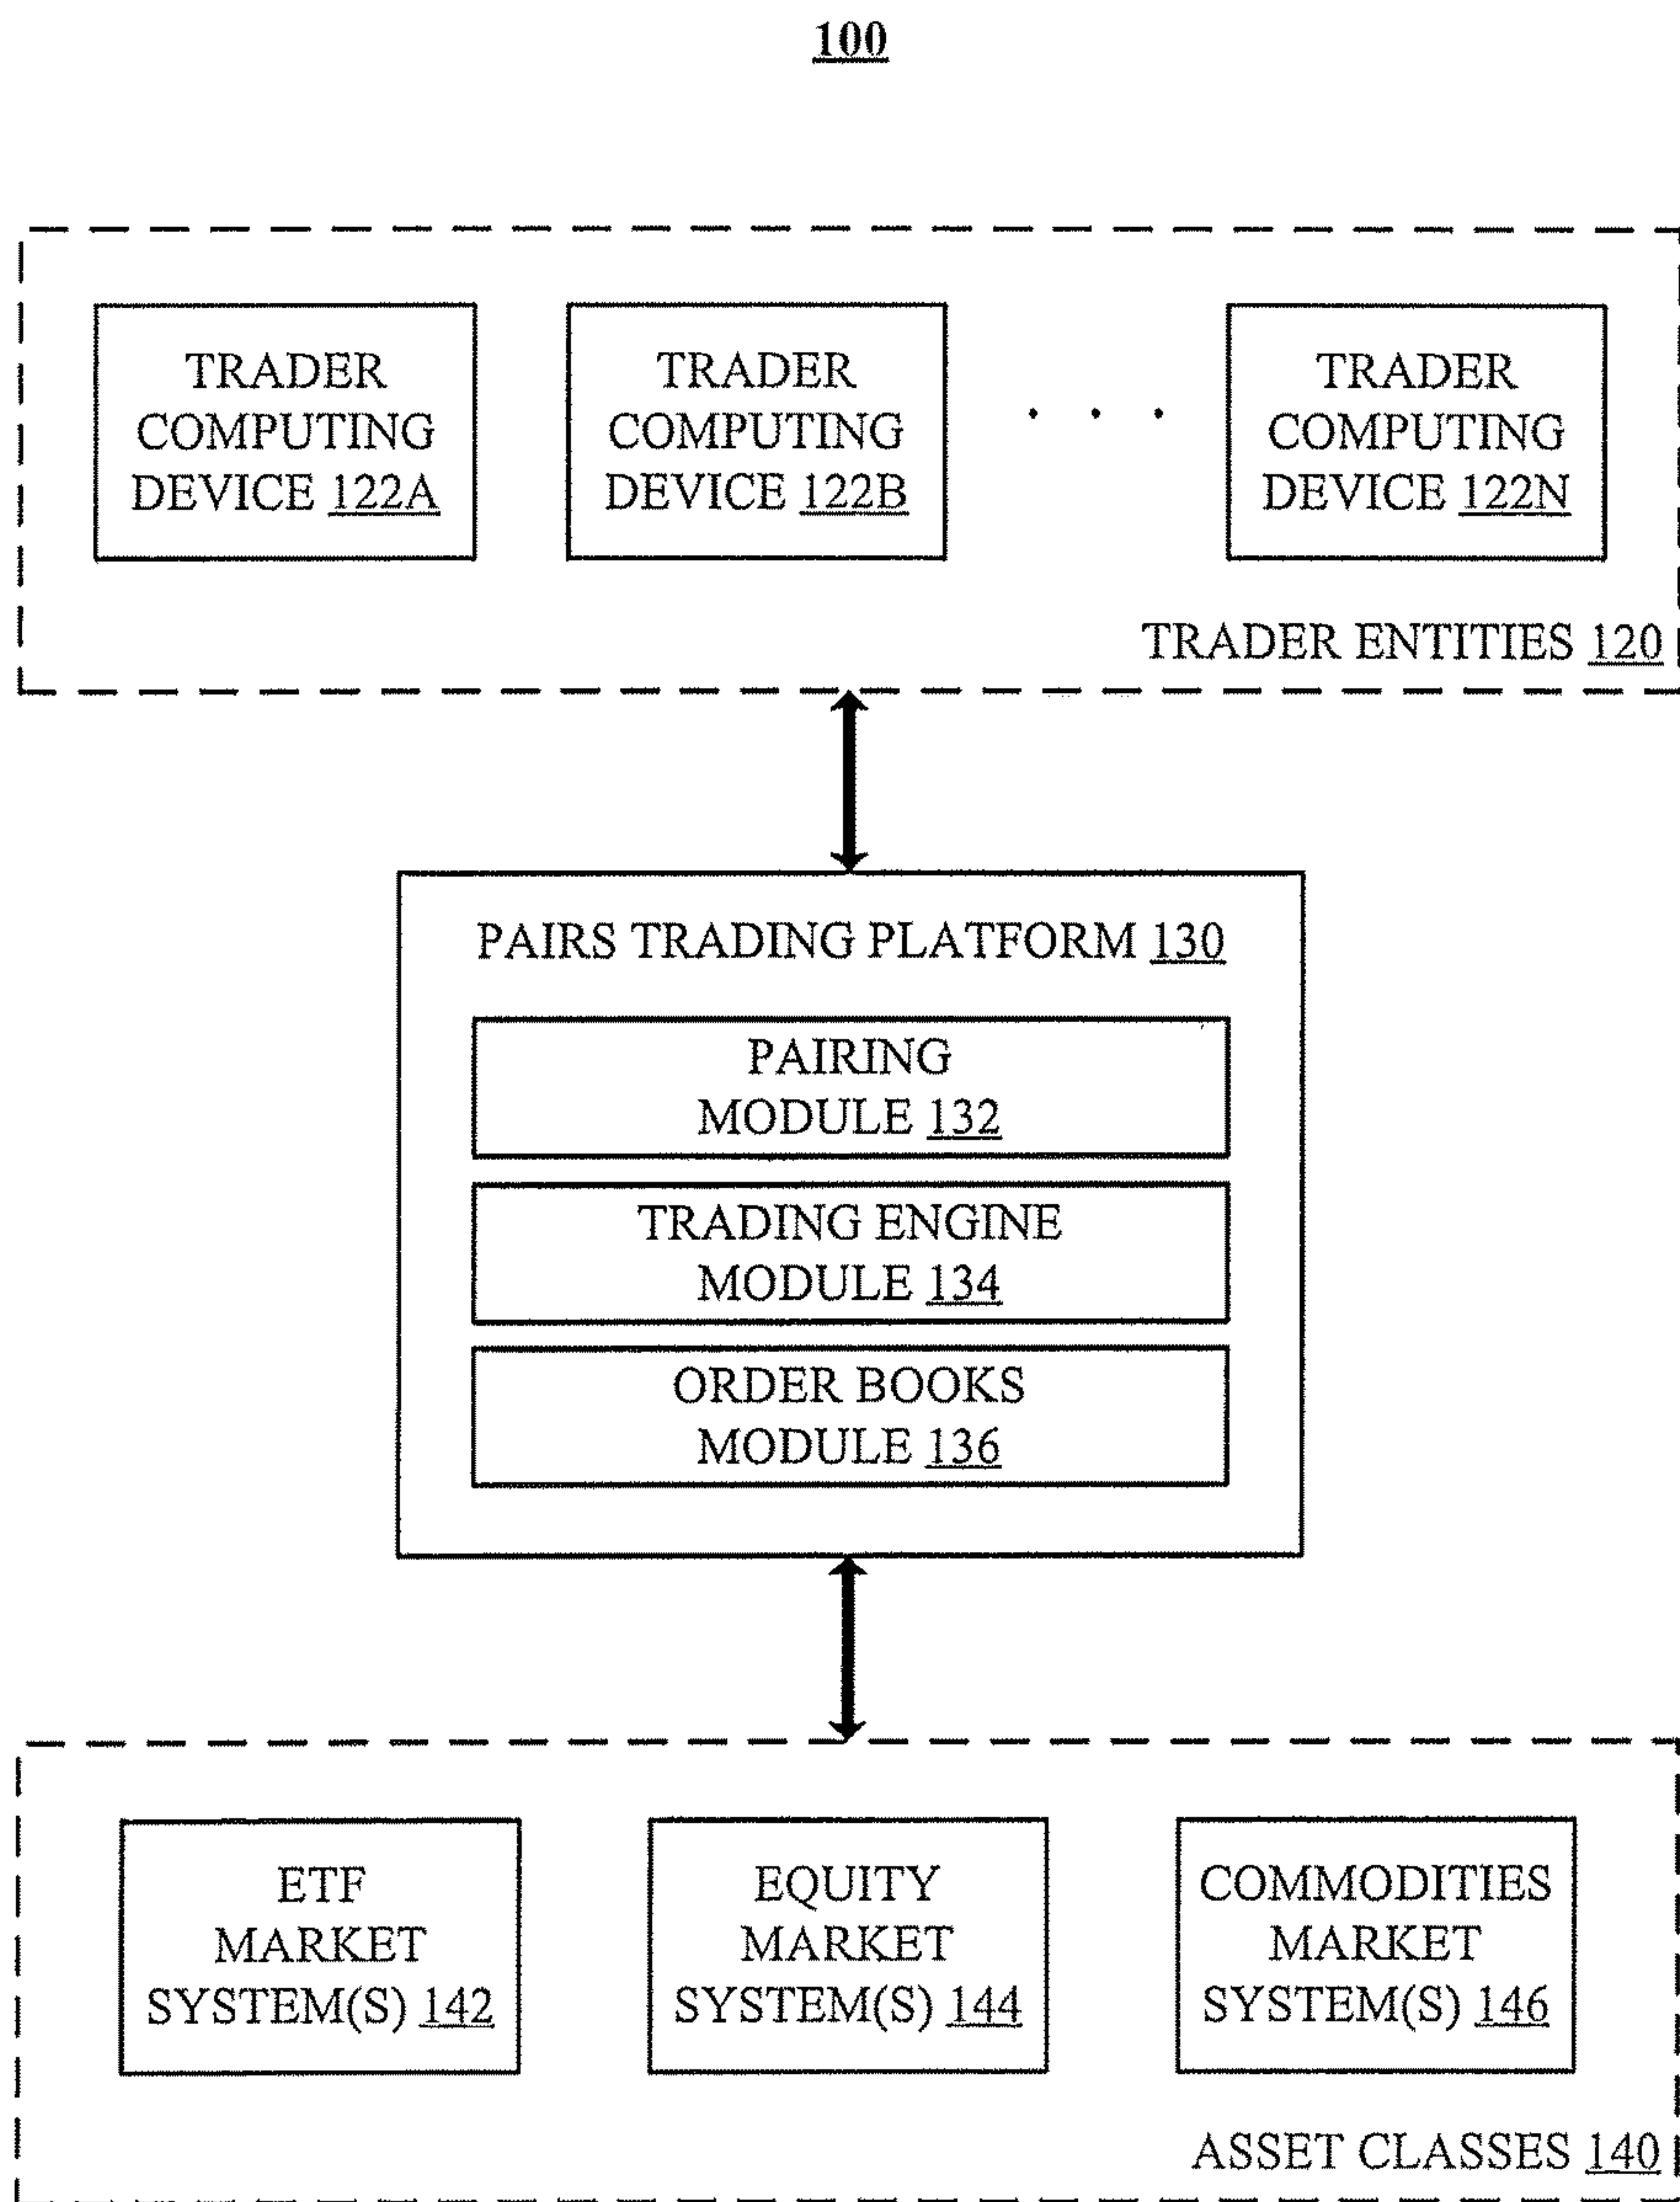 100
TRADER
COMPUTING
DEVICE 122A
TRADER
COMPUTING
DEVICE 122B
. . .
TRADER
COMPUTING
DEVICE 122N
TRADER ENTITIES 120
PAIRS TRADING PLATFORM 130
PAIRING
MODULE 132
TRADING ENGINE
MODULE 134
ORDER BOOKS
MODULE 136
ETF
MARKET
SYSTEM(S) 142
EQUITY
MARKET
SYSTEM(S) 144
COMMODITIES
MARKET
SYSTEM(S) 146
ASSET CLASSES 140